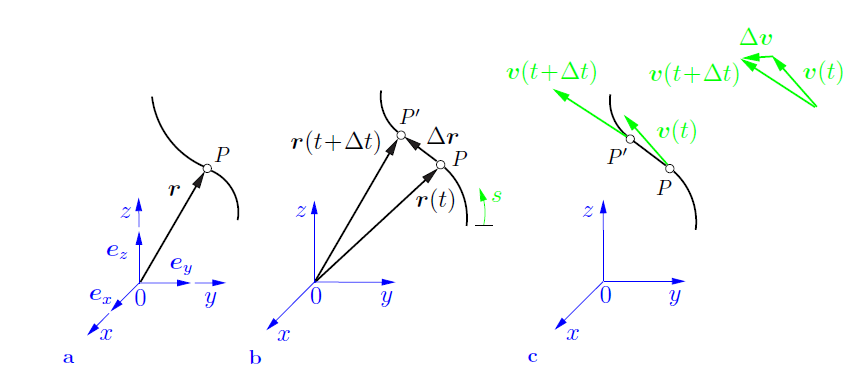 P
r
z
e_z
e_y
e_x
0
y
x
a
P′
r(t+Δt)
Δr
P
r(t)
s
z
0
y
x
b
Δv
v(t+Δt)
v(t)
v(t+Δt)
v(t)
P′
P
z
0
y
x
c